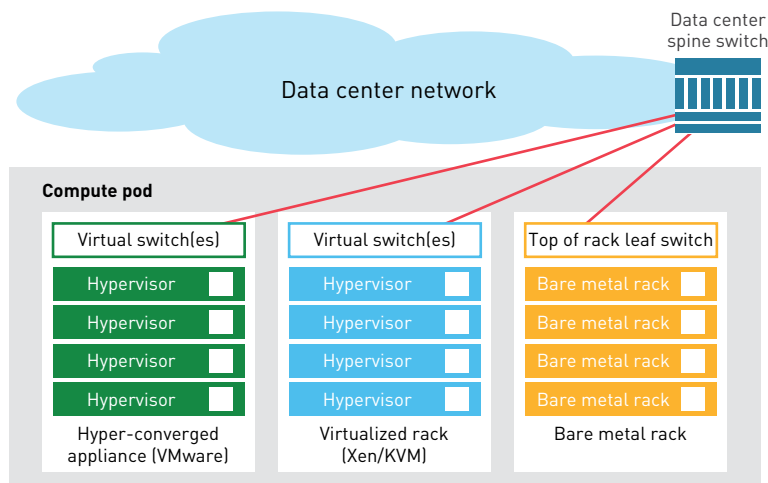 Data center
spine switch
Data center network
Compute pod
Virtual switch(es)
Hypervisor
Hypervisor
Hypervisor
Hypervisor
Hyper-converged
appliance (VMware)
Virtual switch(es)
Hypervisor
Hypervisor
Hypervisor
Hypervisor
Virtualized rack
(Xen/KVM)
Top of rack leaf switch
Bare metal rack
Bare metal rack
Bare metal rack
Bare metal rack
Bare metal rack